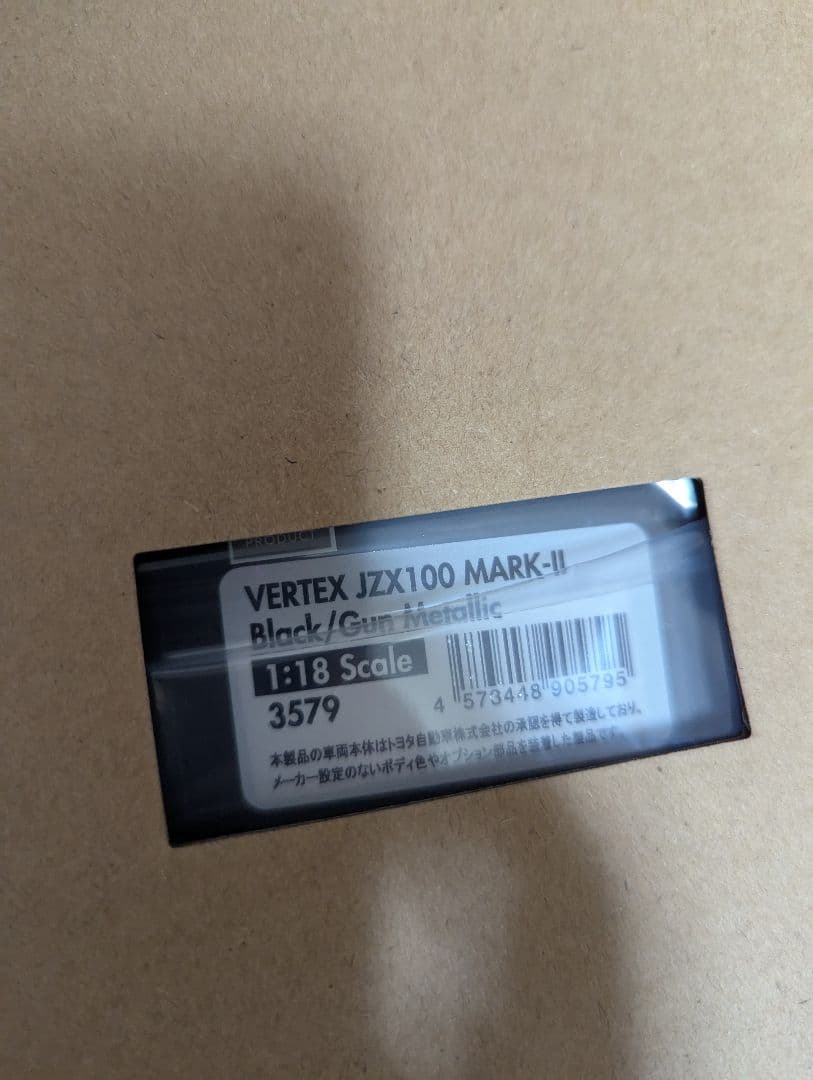 PRODUCT
VERTEX JZX100 MARK-II
Black/Gun Metallic
1:18 Scale
3579
4 573448 905795
本製品の車両本体はトヨタ自動車株式会社の承認を得て製造しており、
メーカー設定のないボディ色やオプション部品を装着した製品です。